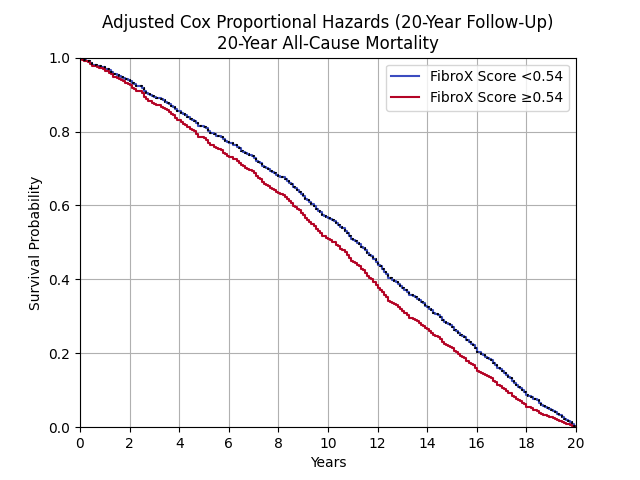 Adjusted Cox Proportional Hazards (20-Year Follow-Up)
20-Year All-Cause Mortality
FibroX Score <0.54
FibroX Score ≥0.54
Survival Probability
1.0
0.8
0.6
0.4
0.2
0.0
0 2 4 6 8 10 12 14 16 18 20
Years